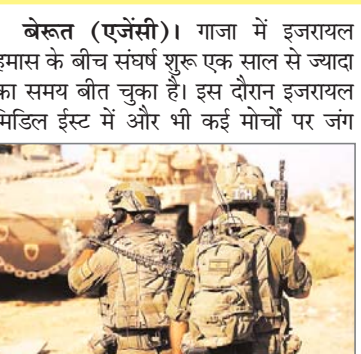 बेरूत (एजेंसी)। गाजा में इजरायल
हमास के बीच संघर्ष शुरू एक साल से ज्यादा
का समय बीत चुका है। इस दौरान इजरायल
मिडिल ईस्ट में और भी कई मोर्चों पर जंग